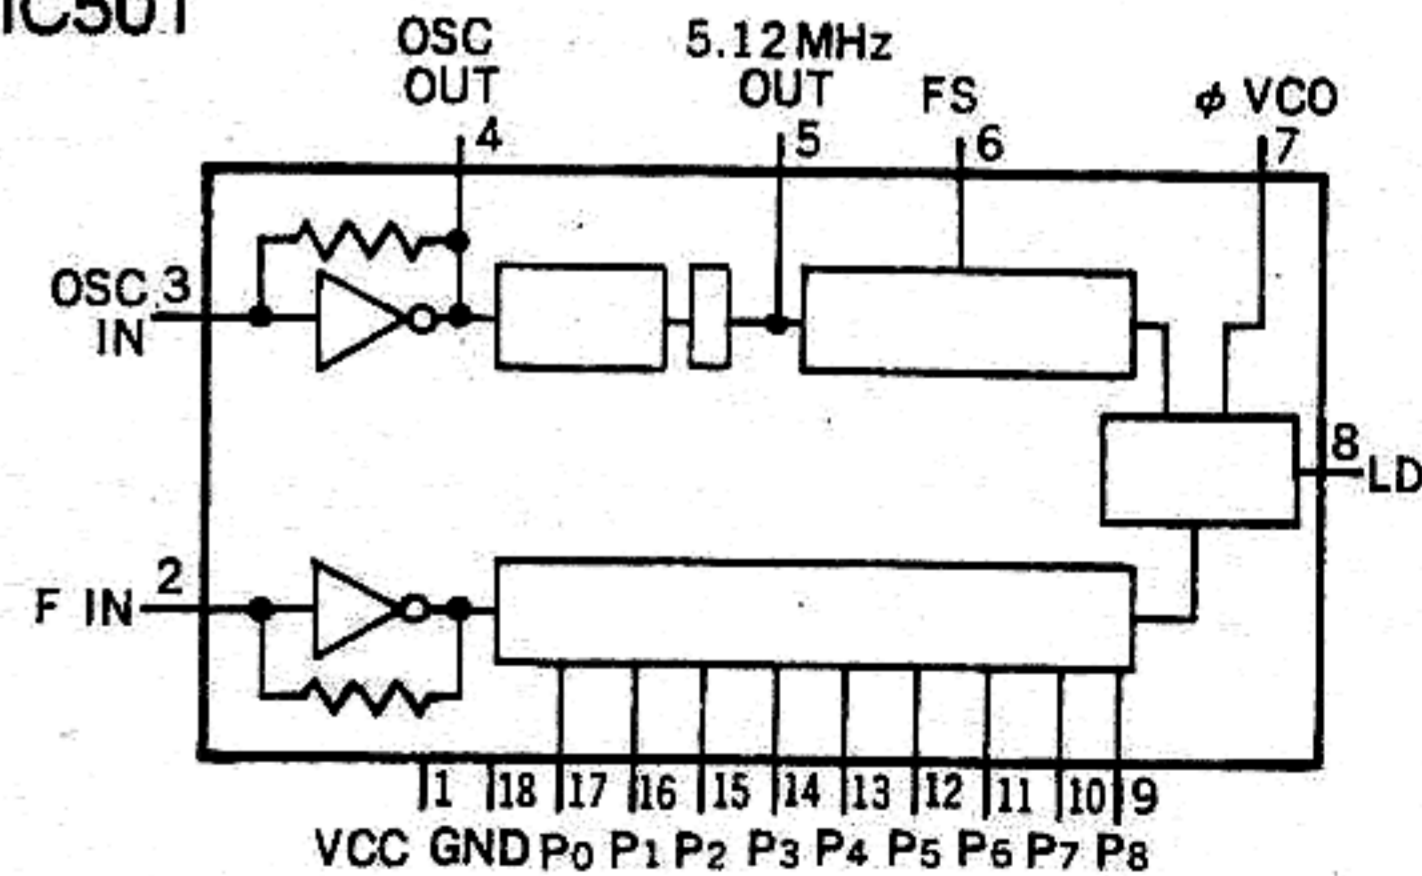 IC501
OSC
OUT
4
5.12 MHz
OUT
5
FS
6
ϕ VCO
7
OSC 3
IN
8
LD
2
F IN
1 18 17 16 15 14 13 12 11 10 9
VCC GND P0 P1 P2 P3 P4 P5 P6 P7 P8